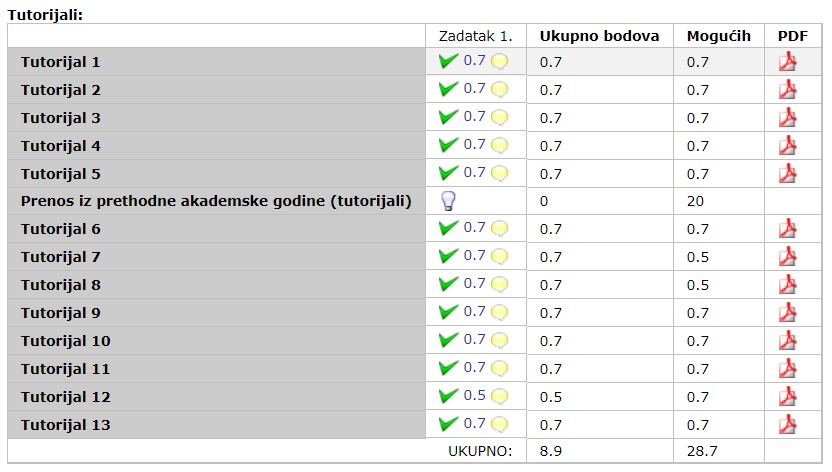 Tutorijali:
Zadatak 1. Ukupno bodova Mogućih PDF
Tutorijal 1 0.7 0.7 0.7
Tutorijal 2 0.7 0.7 0.7
Tutorijal 3 0.7 0.7 0.7
Tutorijal 4 0.7 0.7 0.7
Tutorijal 5 0.7 0.7 0.7
Prenos iz prethodne akademske godine (tutorijali) 0 20
Tutorijal 6 0.7 0.7 0.7
Tutorijal 7 0.7 0.7 0.5
Tutorijal 8 0.7 0.7 0.5
Tutorijal 9 0.7 0.7 0.7
Tutorijal 10 0.7 0.7 0.7
Tutorijal 11 0.7 0.7 0.7
Tutorijal 12 0.5 0.5 0.7
Tutorijal 13 0.7 0.7 0.7
UKUPNO: 8.9 28.7